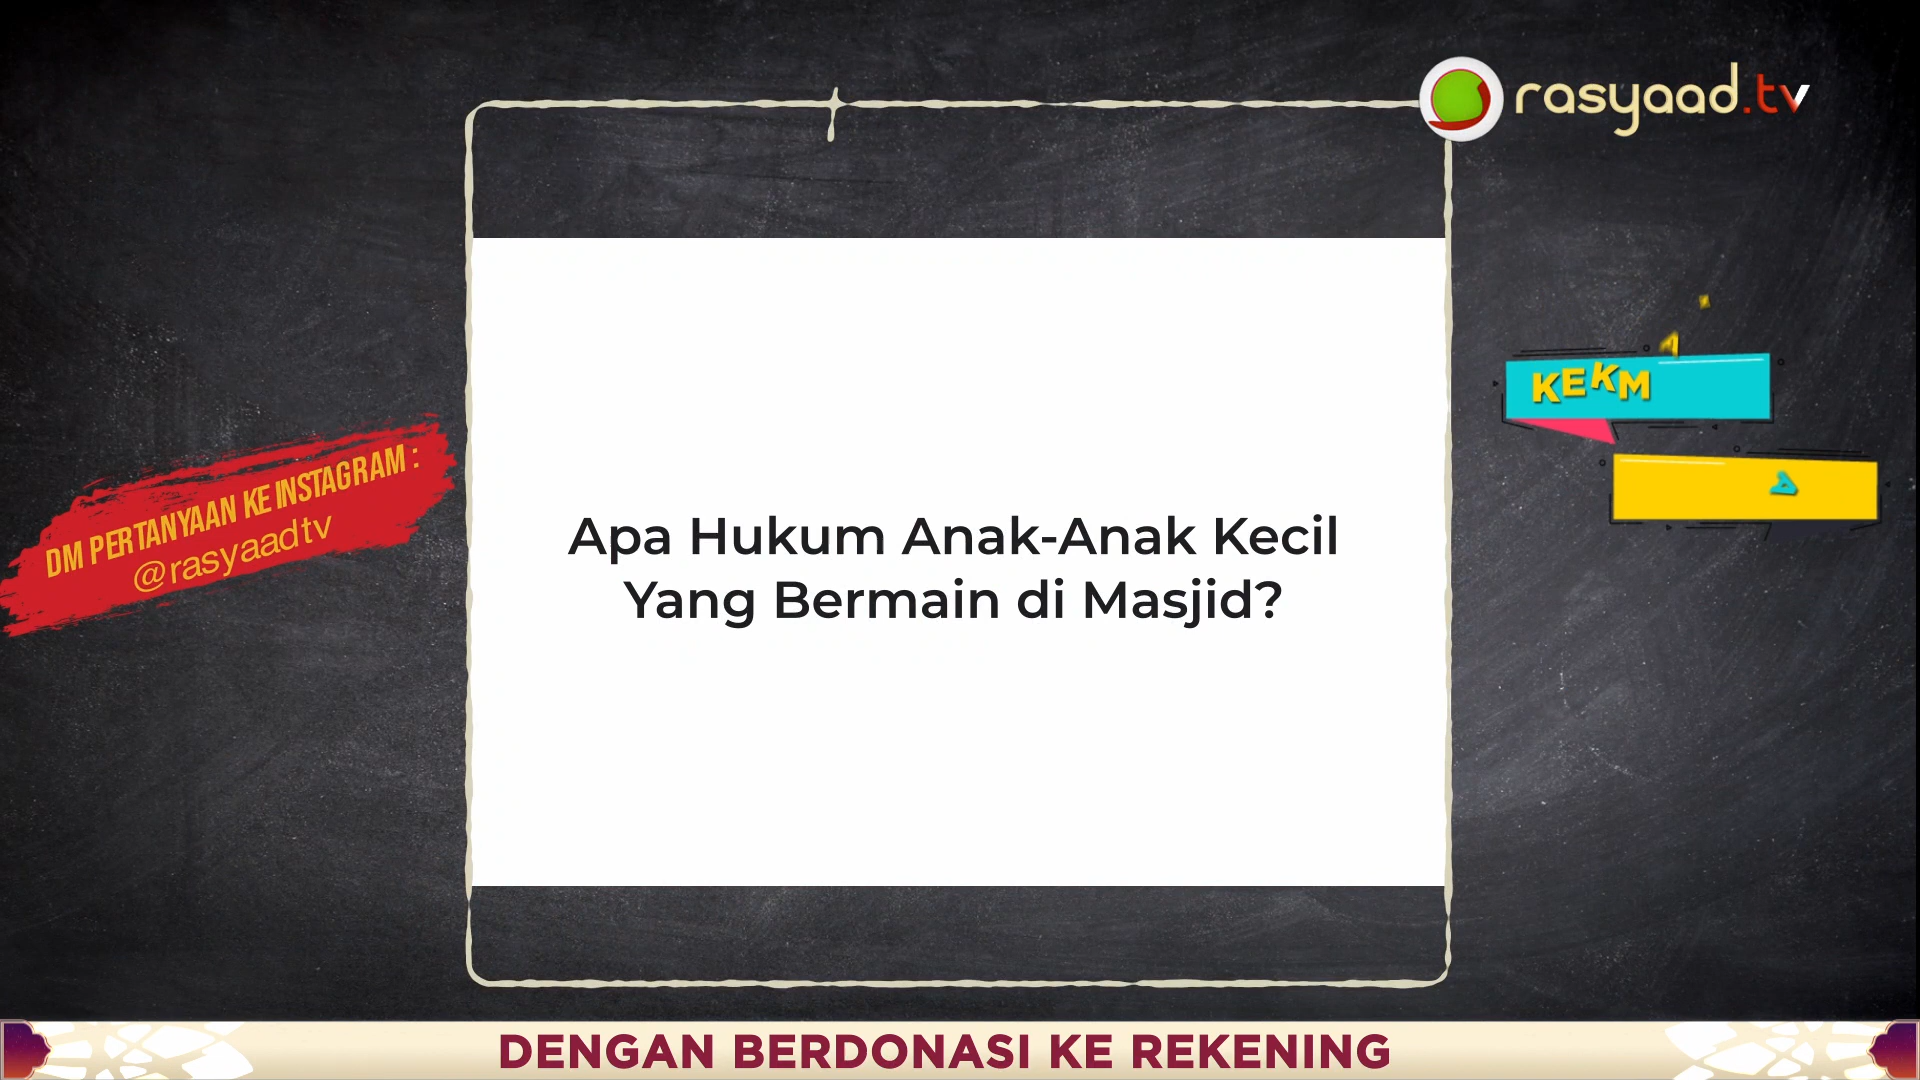 rasyaad.tv
DM PERTANYAAN KE INSTAGRAM :
@rasyaadtv
Apa Hukum Anak-Anak Kecil
Yang Bermain di Masjid?
KEKM
A
A
DENGAN BERDONASI KE REKENING